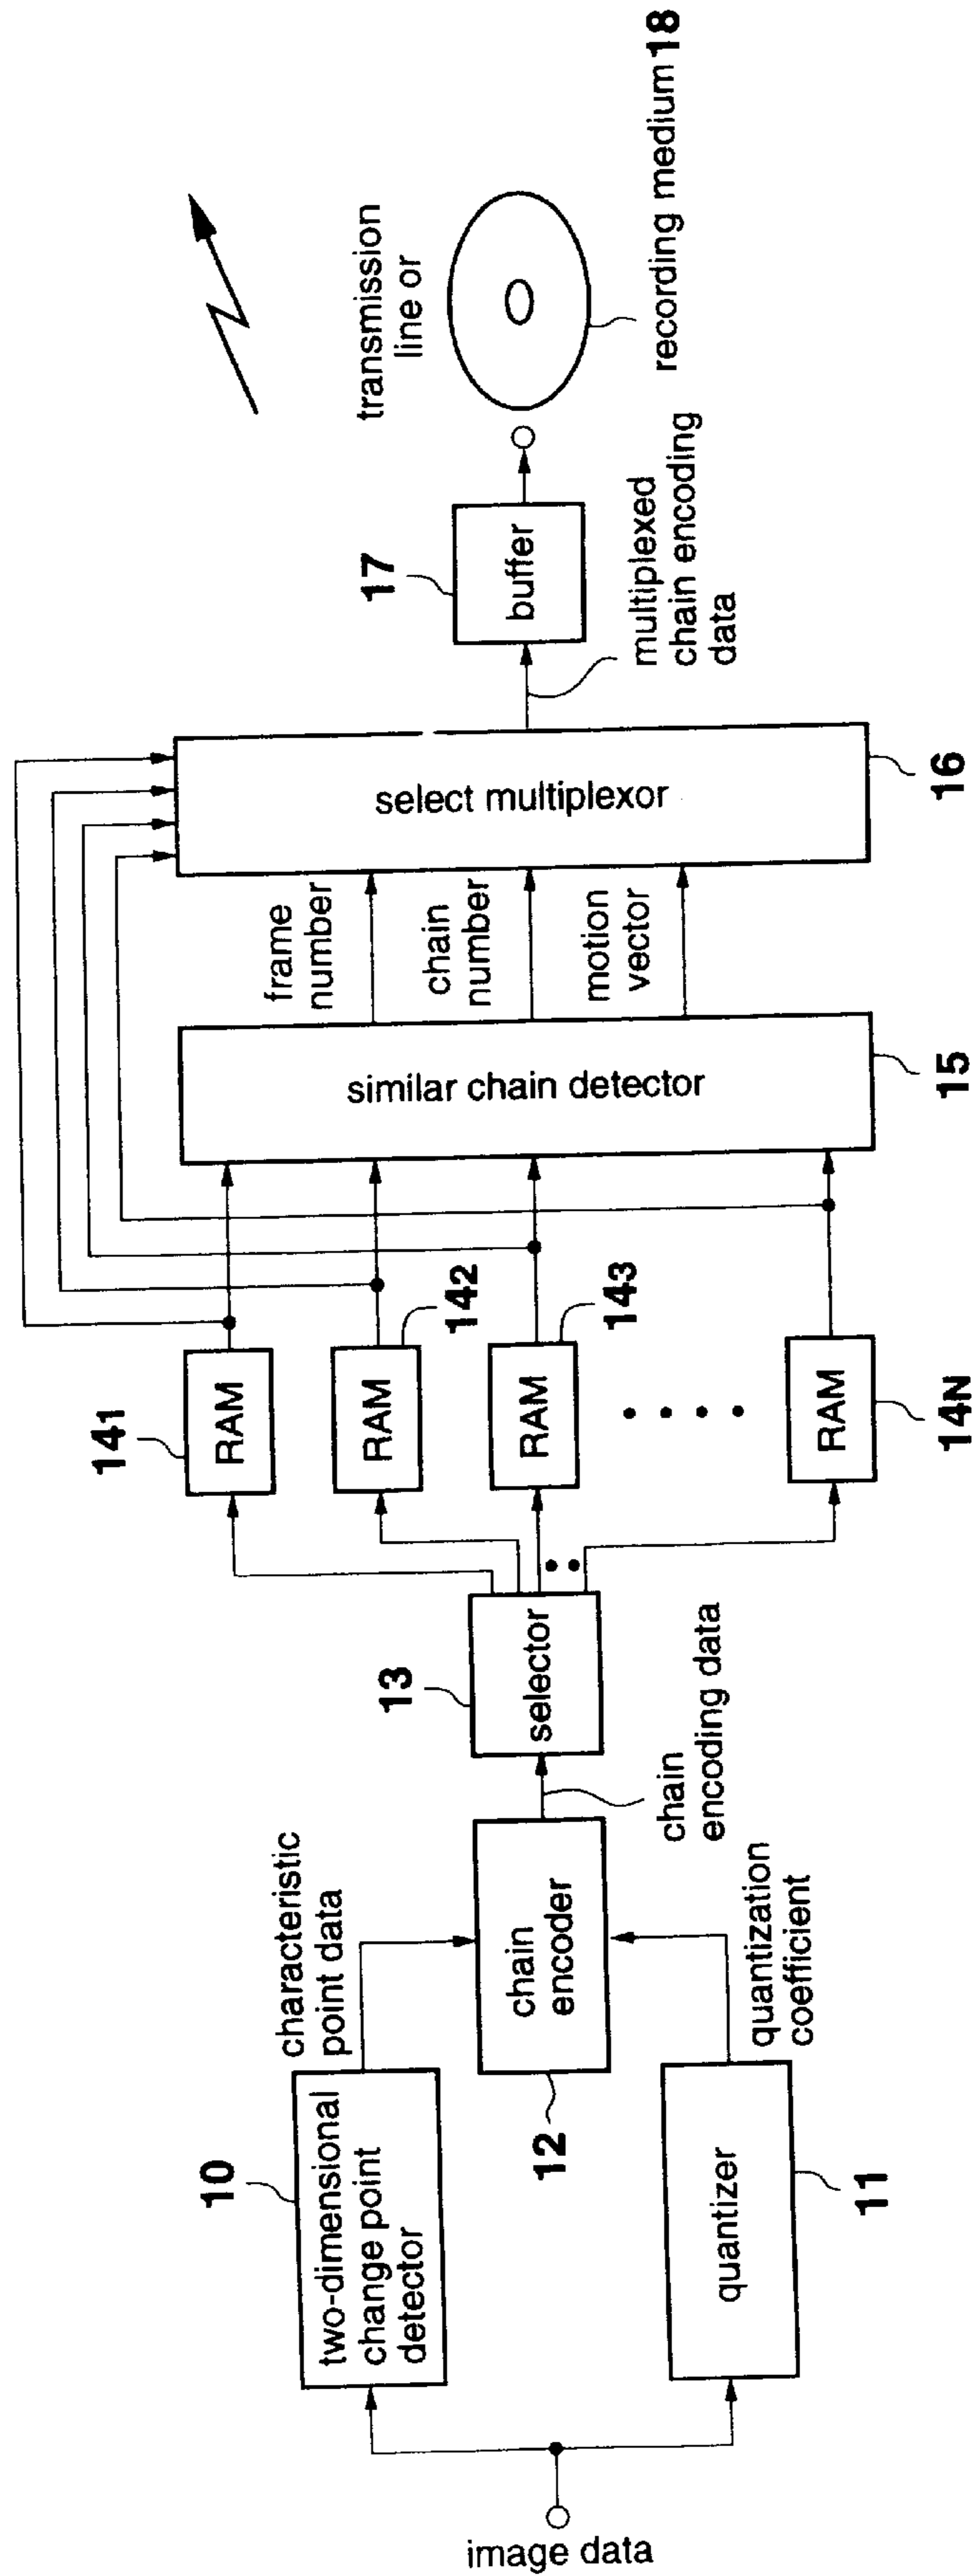 image data
10
two-dimensional
change point
detector
characteristic
point data
quantizer
11
quantization
coefficient
chain
encoder
12
chain
encoding data
13
selector
141
RAM
RAM
142
RAM
143
RAM
14N
similar chain detector
15
frame
number
chain
number
motion
vector
select multiplexor
16
multiplexed
chain encoding
data
17
buffer
transmission
line or
recording medium 18